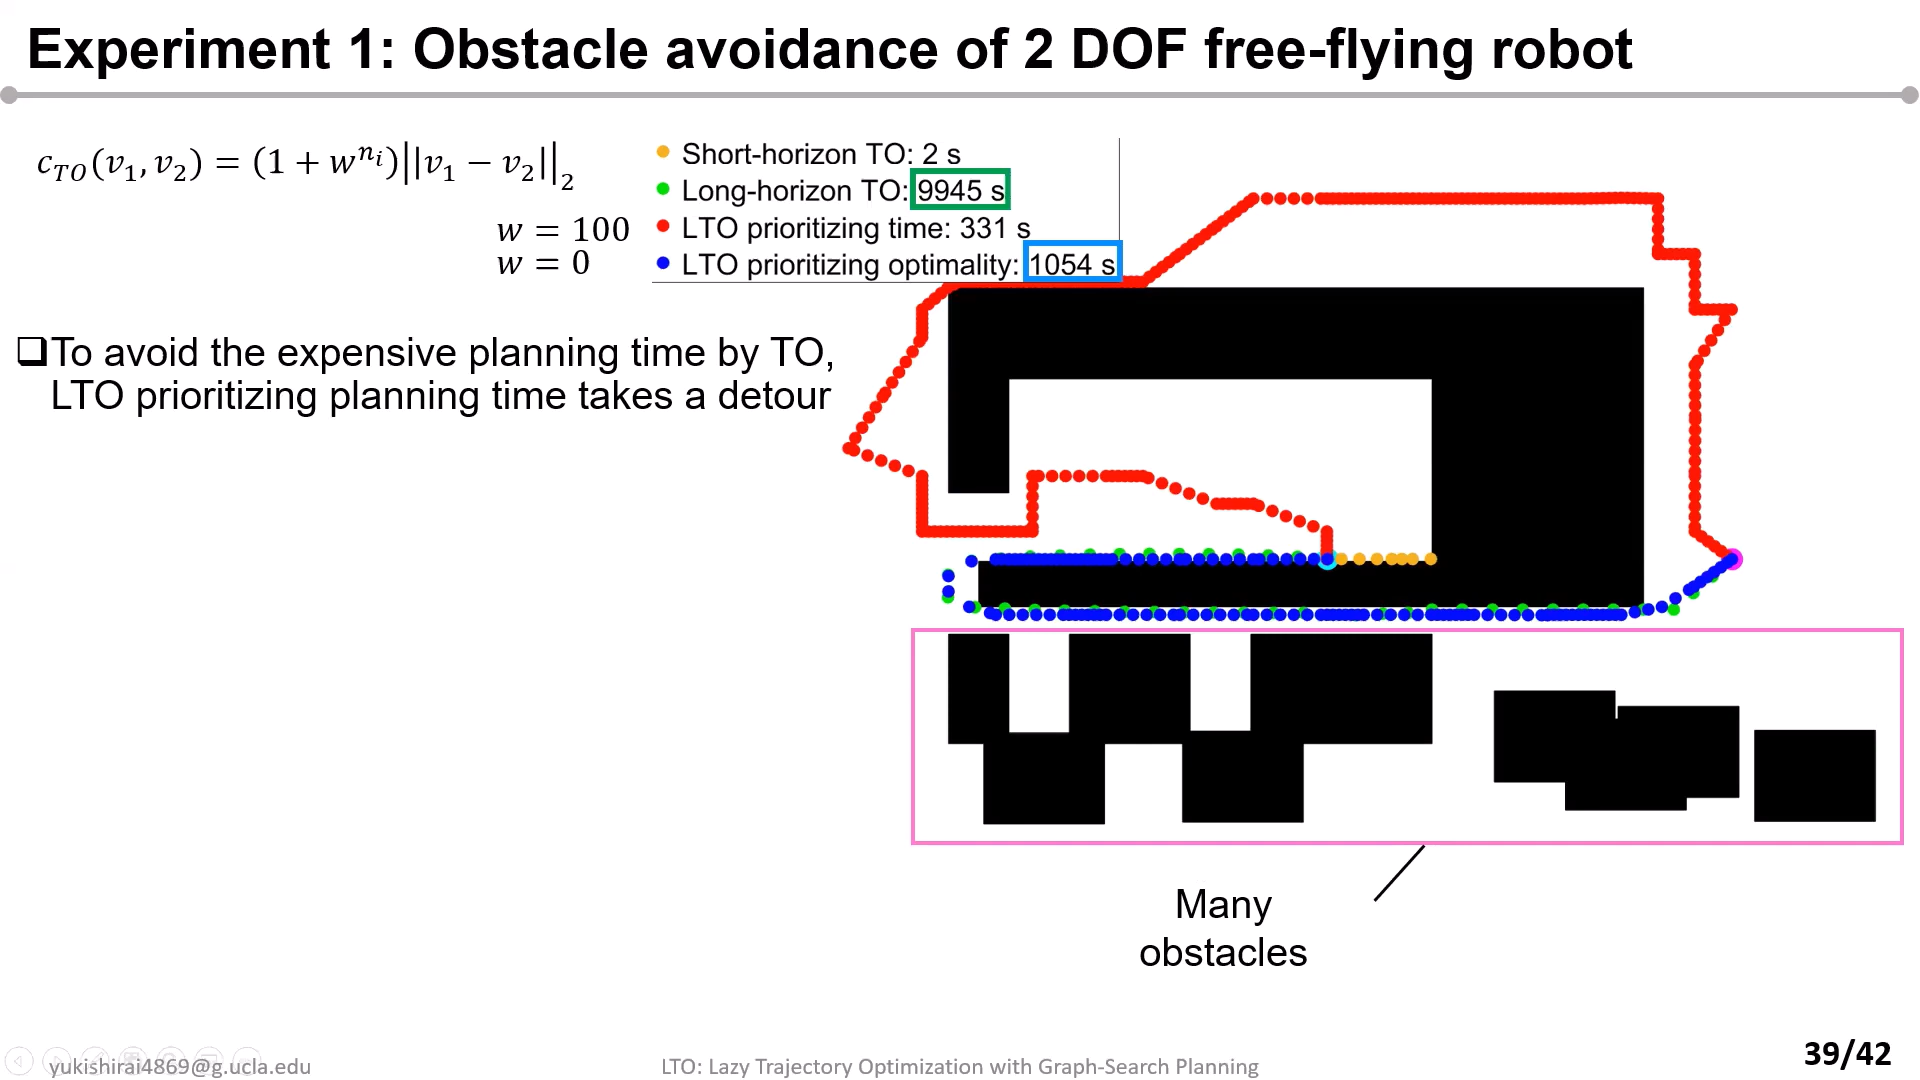 Experiment 1: Obstacle avoidance of 2 DOF free-flying robot
c_{TO}(v_1, v_2) = (1 + w^{n_i})||v_1 − v_2||_2
Short-horizon TO: 2 s
Long-horizon TO: 9945 s
w = 100
LTO prioritizing time: 331 s
w = 0
LTO prioritizing optimality: 1054 s
❑To avoid the expensive planning time by TO,
LTO prioritizing planning time takes a detour
Many
obstacles
yukishirai4869@g.ucla.edu
LTO: Lazy Trajectory Optimization with Graph-Search Planning
39/42